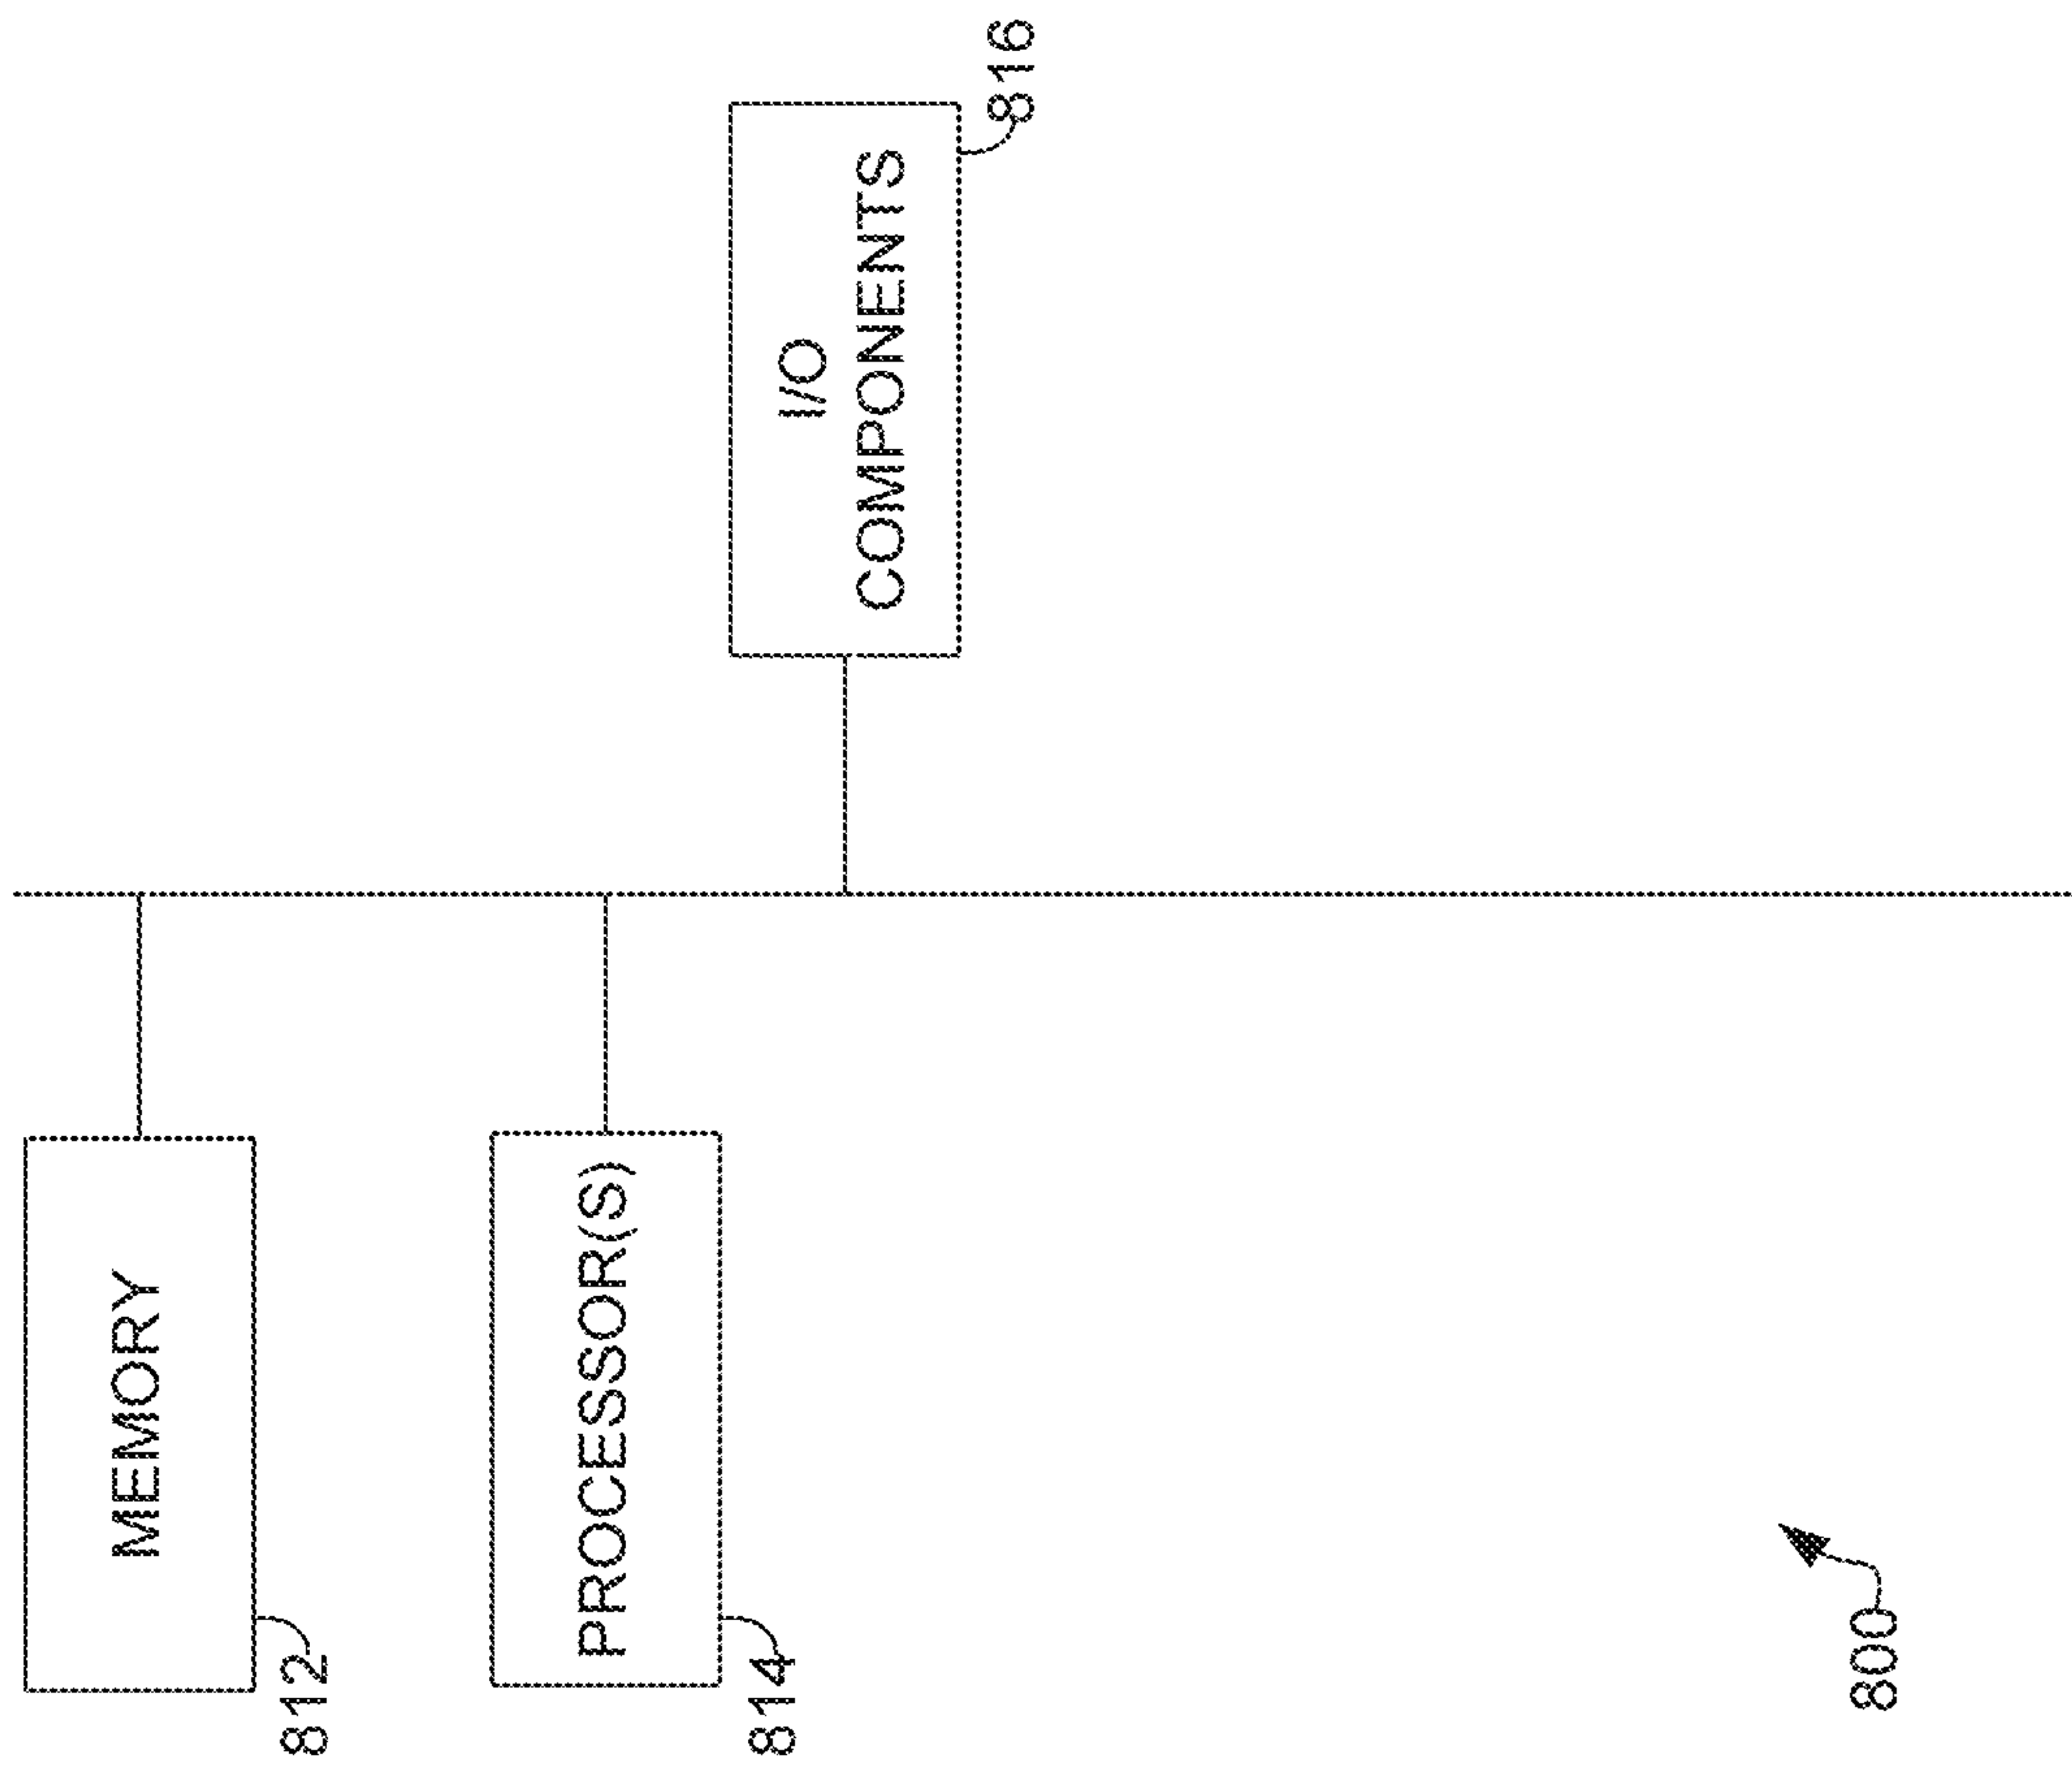 MEMORY
812
PROCESSOR(S)
814
I/O
COMPONENTS
816
800